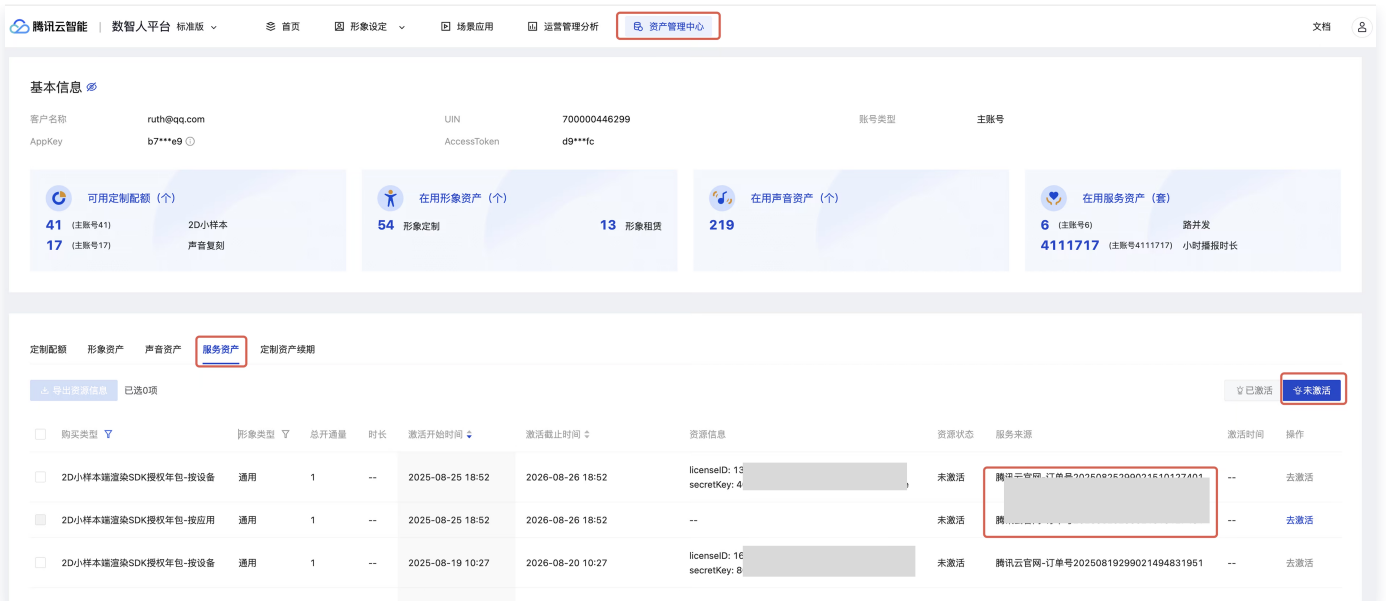 腾讯云智能 | 数智人平台 标准版 首页 形象设定 场景应用 运营管理分析 资产管理中心 文档
基本信息
客户名称 ruth@qq.com UIN 700000446299 账号类型 主账号
AppKey b7***e9 AccessToken d9***fc
可用定制配额（个） 在用形象资产（个） 在用声音资产（个） 在用服务资产（套）
41 (主账号41) 2D小样本 54 形象定制 13 形象租赁 219 6 (主账号6) 路并发
17 (主账号17) 声音复刻 4111717 (主账号4111717) 小时播报时长
定制配额 形象资产 声音资产 服务资产 定制资产续期
导出资源信息 已选0项 已激活 未激活
购买类型 形象类型 总开通量 时长 激活开始时间 激活截止时间 资源信息 资源状态 服务来源 激活时间 操作
2D小样本端渲染SDK授权年包-按设备 通用 1 -- 2025-08-25 18:52 2026-08-26 18:52 licenseID: 13 未激活 -- 去激活
secretKey: 4
2D小样本端渲染SDK授权年包-按应用 通用 1 -- 2025-08-25 18:52 2026-08-26 18:52 -- 未激活 腾 -- 去激活
2D小样本端渲染SDK授权年包-按设备 通用 1 -- 2025-08-19 10:27 2026-08-20 10:27 licenseID: 16 未激活 腾讯云官网-订单号20250819299021494831951 -- 去激活
secretKey: 8